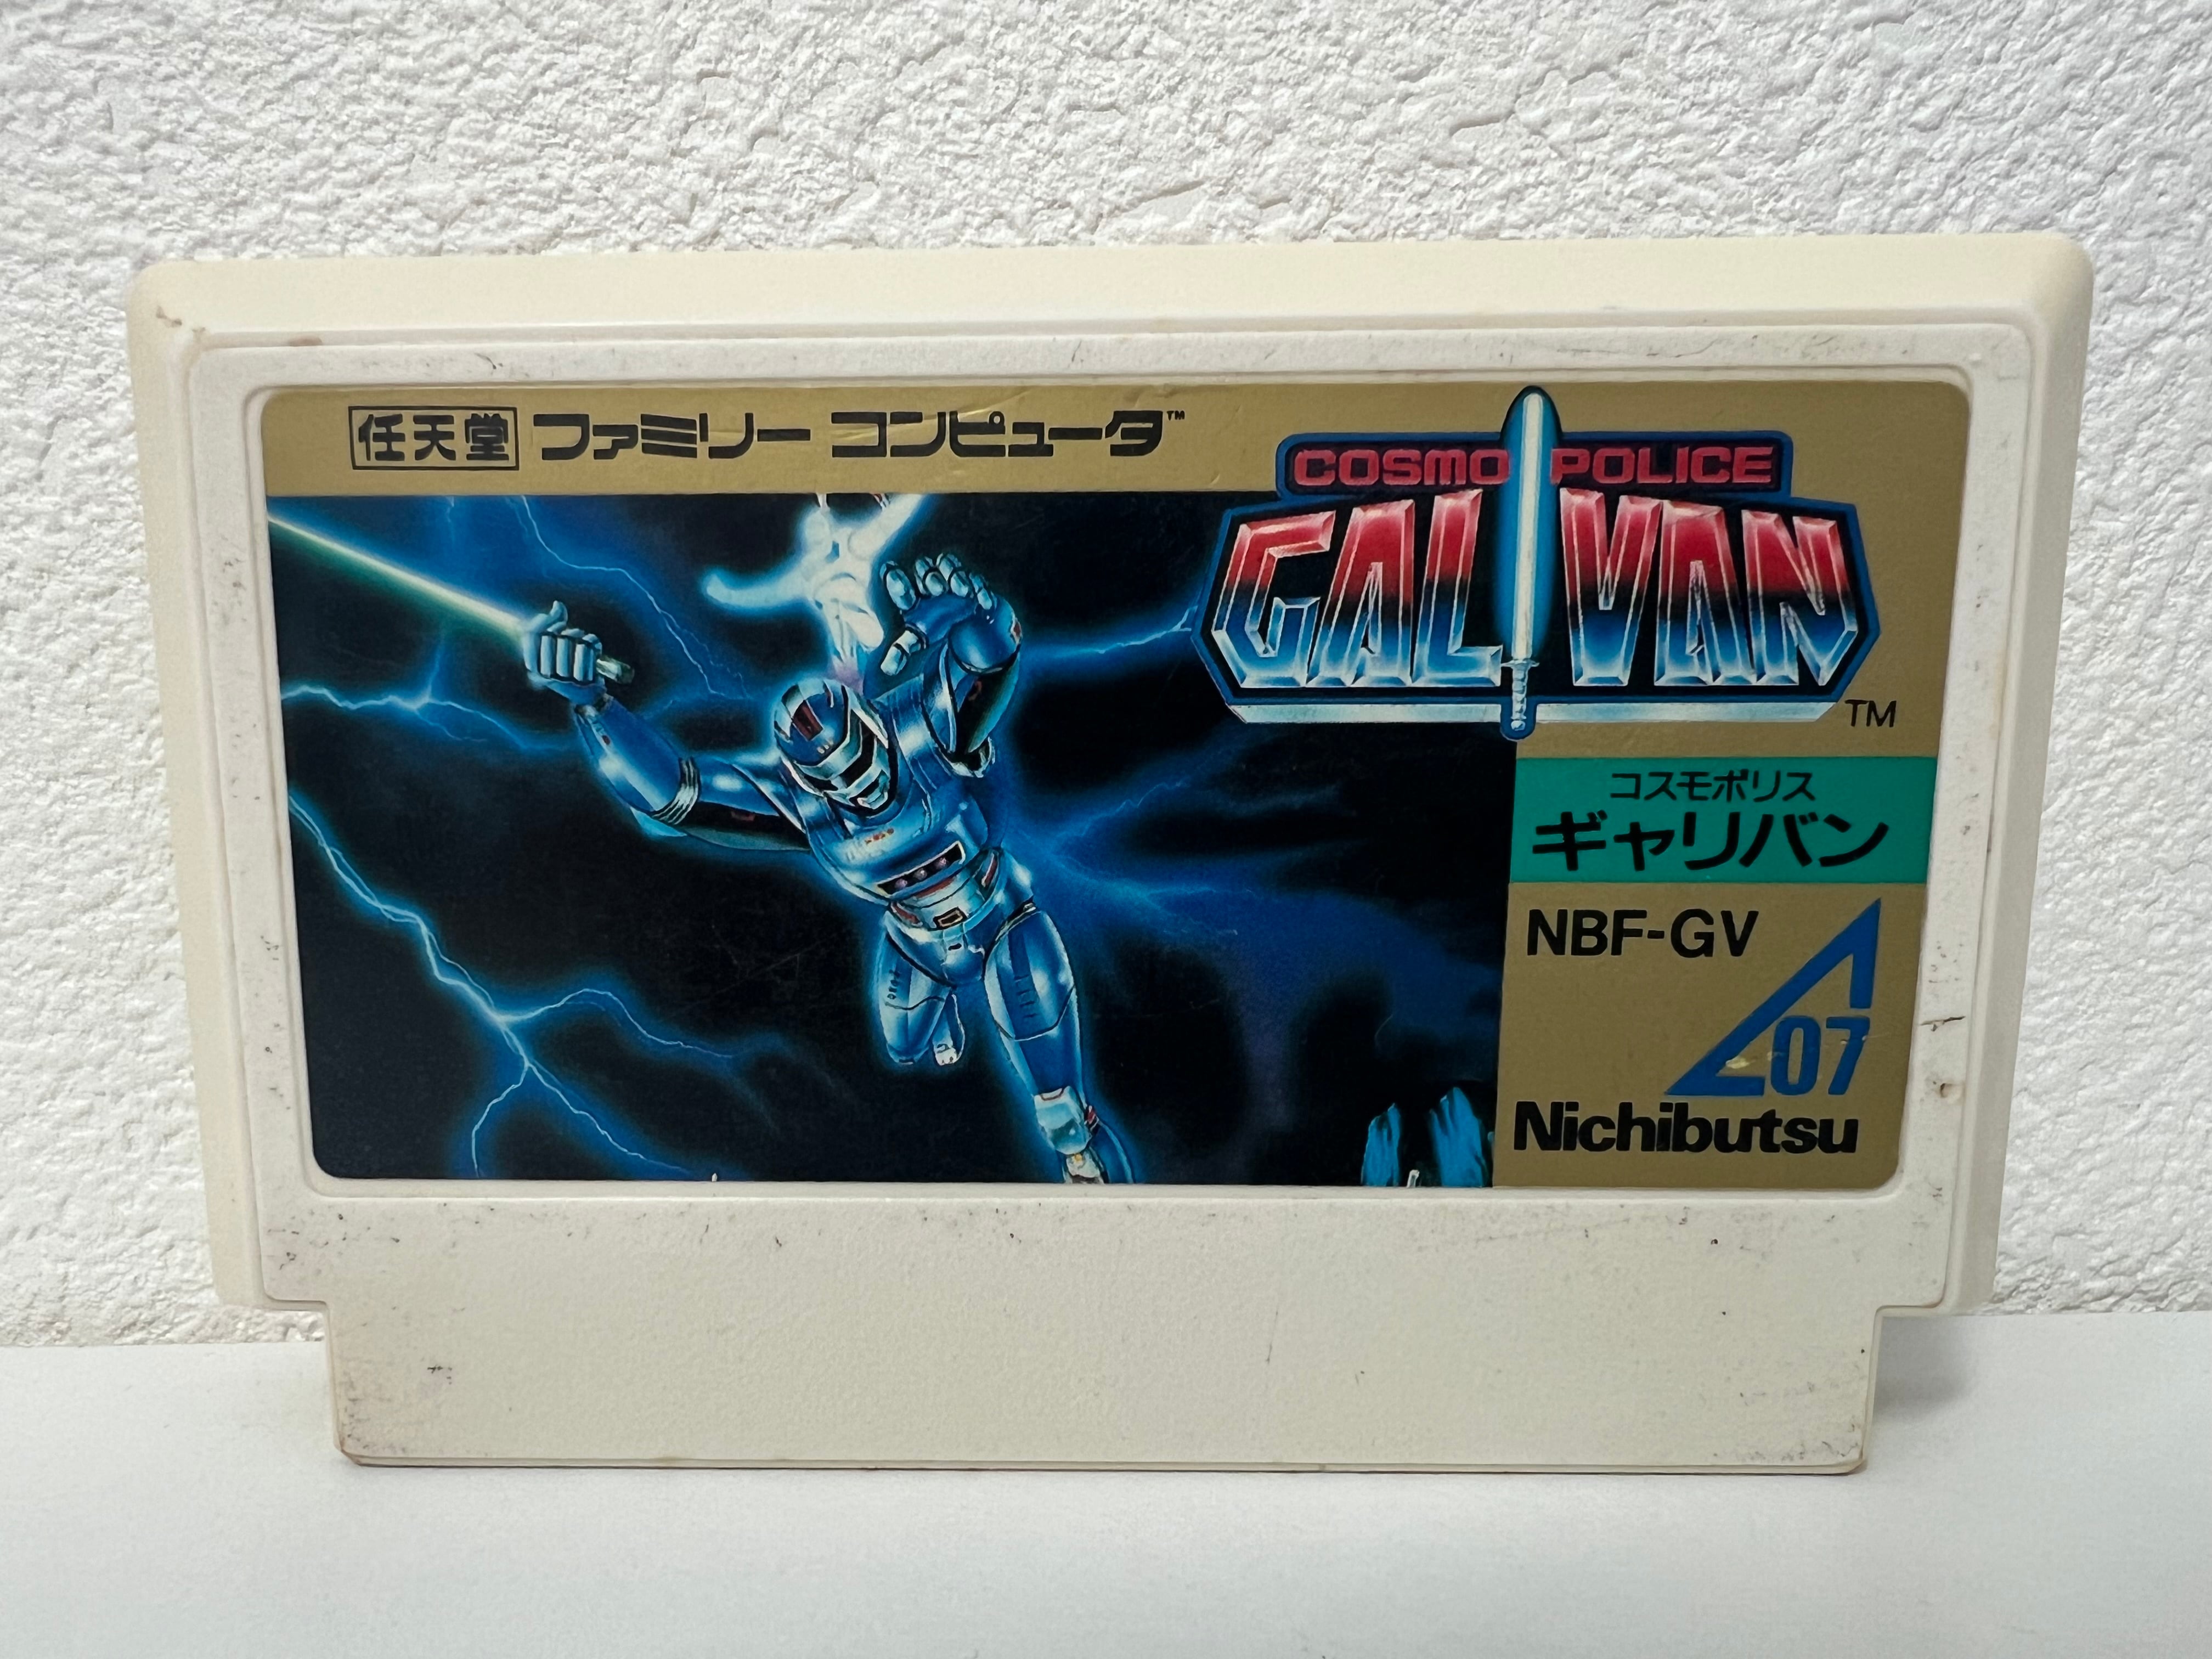 任天堂 ファミリー コンピュータ™
COSMO POLICE
GALIVAN
TM
コスモポリス
ギャリバン
NBF-GV
07
Nichibutsu